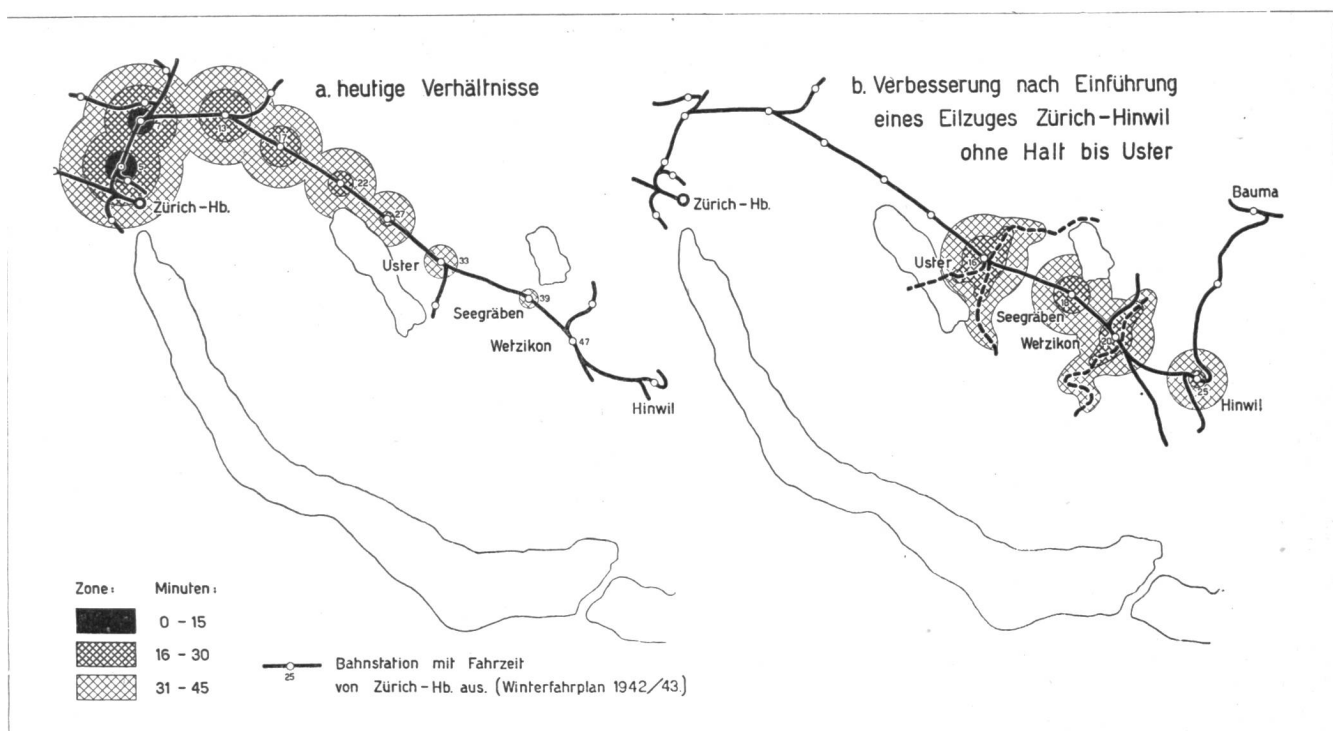 a. heutige Verhältnisse
13
22
27
33
39
47
Zürich-Hb.
Uster
Seegräben
Wetzikon
Hinwil
b. Verbesserung nach Einführung
eines Eilzuges Zürich-Hinwil
ohne Halt bis Uster
Bauma
Zürich-Hb.
Uster
16
Seegräben
Wetzikon
20
25
Hinwil
Zone: Minuten:
0 - 15
16 - 30
31 - 45
25
Bahnstation mit Fahrzeit
von Zürich-Hb. aus. (Winterfahrplan 1942/43.)